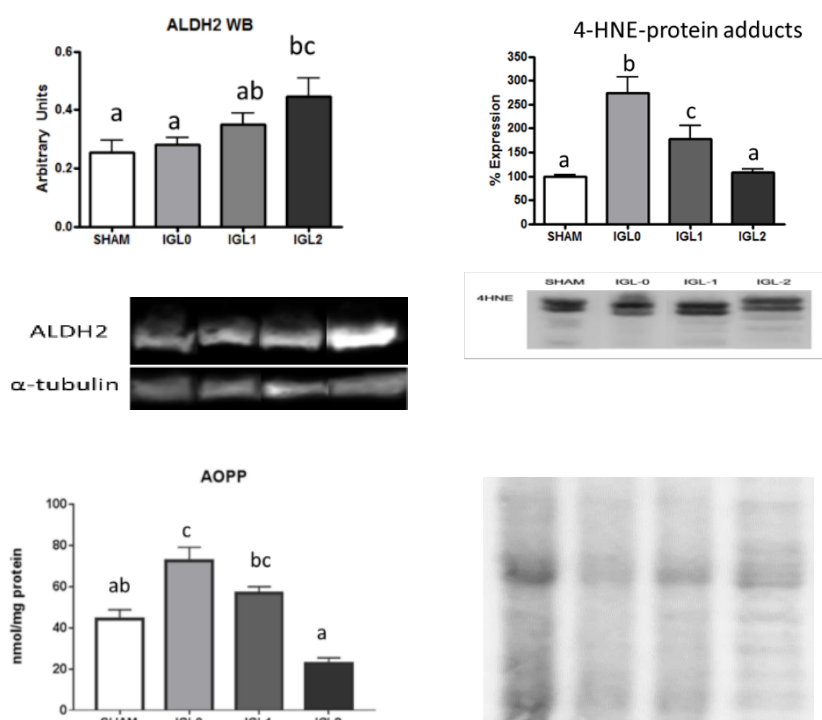 ALDH2 WB
Arbitrary Units
0.6
0.4
0.2
0.0
a
a
ab
bc
SHAM IGL0 IGL1 IGL2
4-HNE-protein adducts
% Expression
350
300
250
200
150
100
50
0
a
b
c
a
SHAM IGL0 IGL1 IGL2
ALDH2
α-tubulin
SHAM IGL-0 IGL-1 IGL-2
4HNE
AOPP
nmol/mg protein
100
80
60
40
20
0
ab
c
bc
a